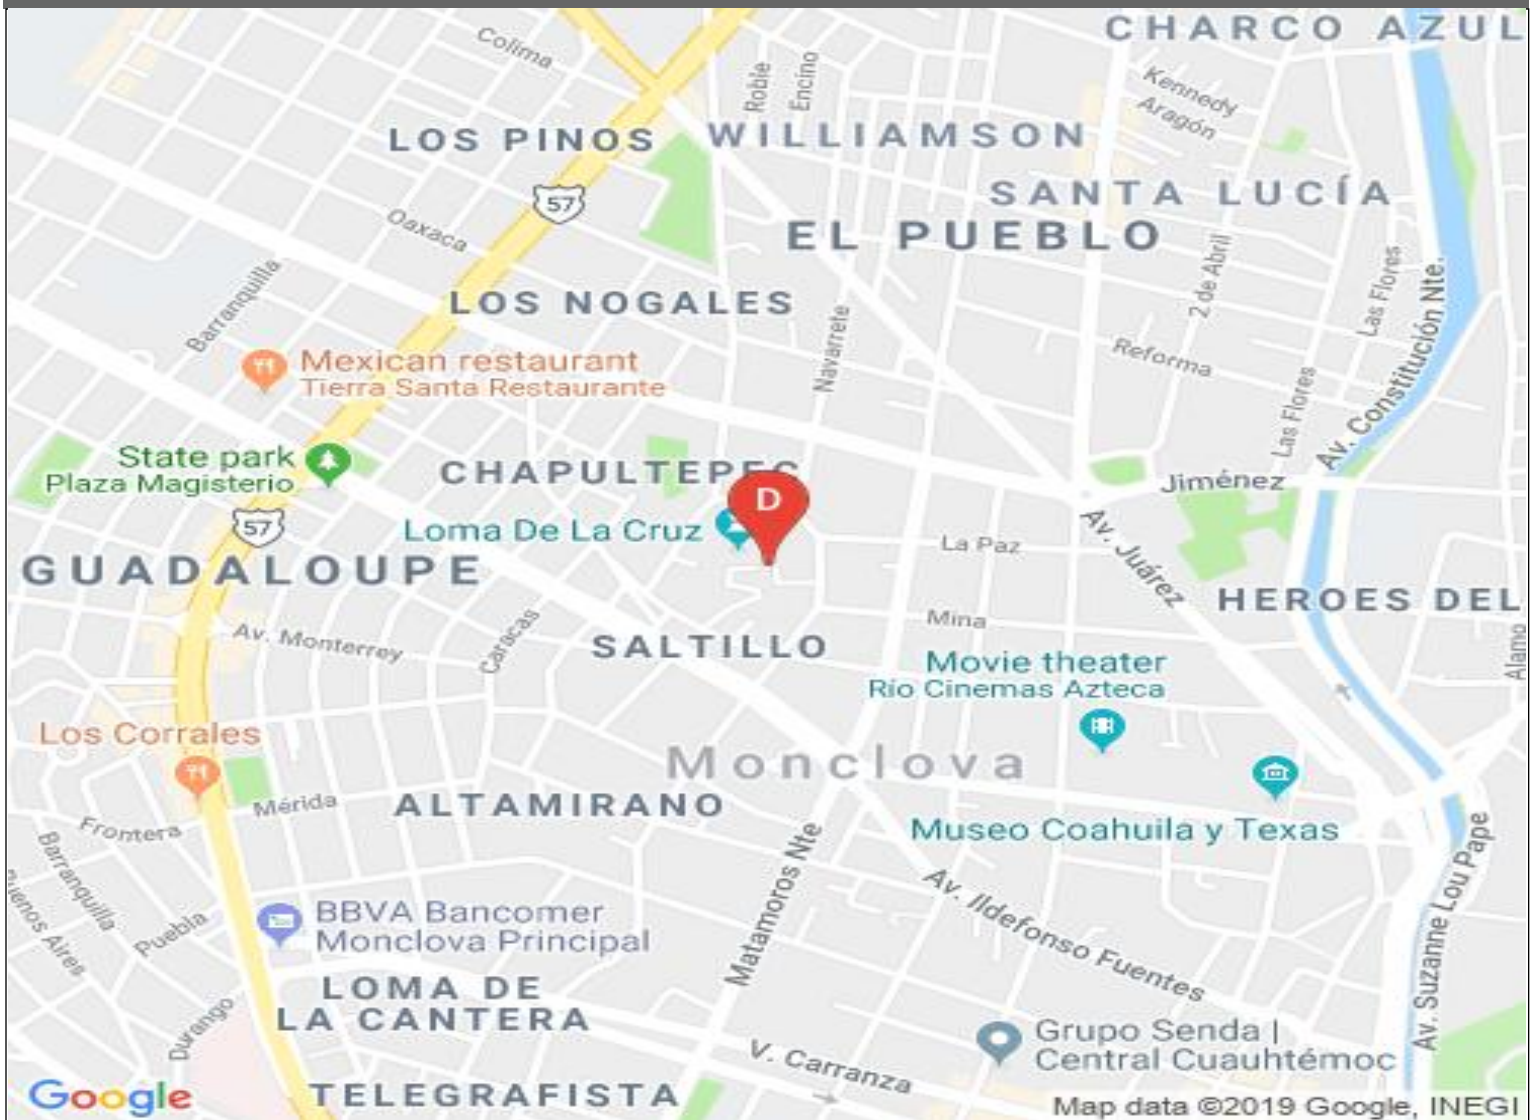 CHARCO AZUL
Colima
Roble
Encino
Kennedy
Aragón
LOS PINOS
WILLIAMSON
SANTA LUCÍA
57
Oaxaca
EL PUEBLO
2 de Abril
Las Flores
Av. Constitución Nte.
Barranquilla
LOS NOGALES
Navarrete
Reforma
Mexican restaurant
Tierra Santa Restaurante
Las Flores
State park
Plaza Magisterio
CHAPULTEPEC
D
Jiménez
57
Loma De La Cruz
La Paz
Av. Juárez
GUADALOUPE
HEROES DEL
Av. Monterrey
Caracas
SALTILLO
Mina
Alamo
Movie theater
Río Cinemas Azteca
Los Corrales
Monclova
Mérida
ALTAMIRANO
Frontera
Museo Coahuila y Texas
Barranquilla
Buenos Aires
Puebla
BBVA Bancomer
Monclova Principal
Matamoros Nte
Av. Ildefonso Fuentes
Av. Suzanne Lou Pape
LOMA DE
LA CANTERA
Durango
Grupo Senda |
Central Cuauhtémoc
V. Carranza
Google
TELEGRAFISTA
Map data ©2019 Google, INEGI